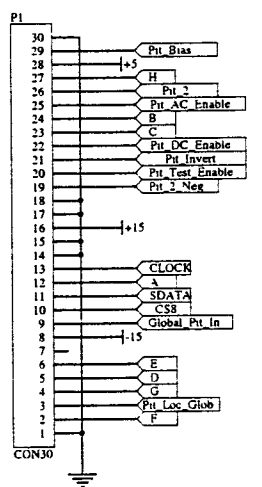 P1
30
29 Pit_Bias
28 +5
27 H
26 Pit_2
25 Pit_AC_Enable
24 B
23 C
22 Pit_DC_Enable
21 Pit_Invert
20 Pit_Test_Enable
19 Pit_2_Neg
18
17
16 +15
15
14
13 CLOCK
12 A
11 SDATA
10 CS8
9 Global_Pit_In
8 -15
7
6 E
5 D
4 G
3 Pit_Loc_Glob
2 F
1
CON30